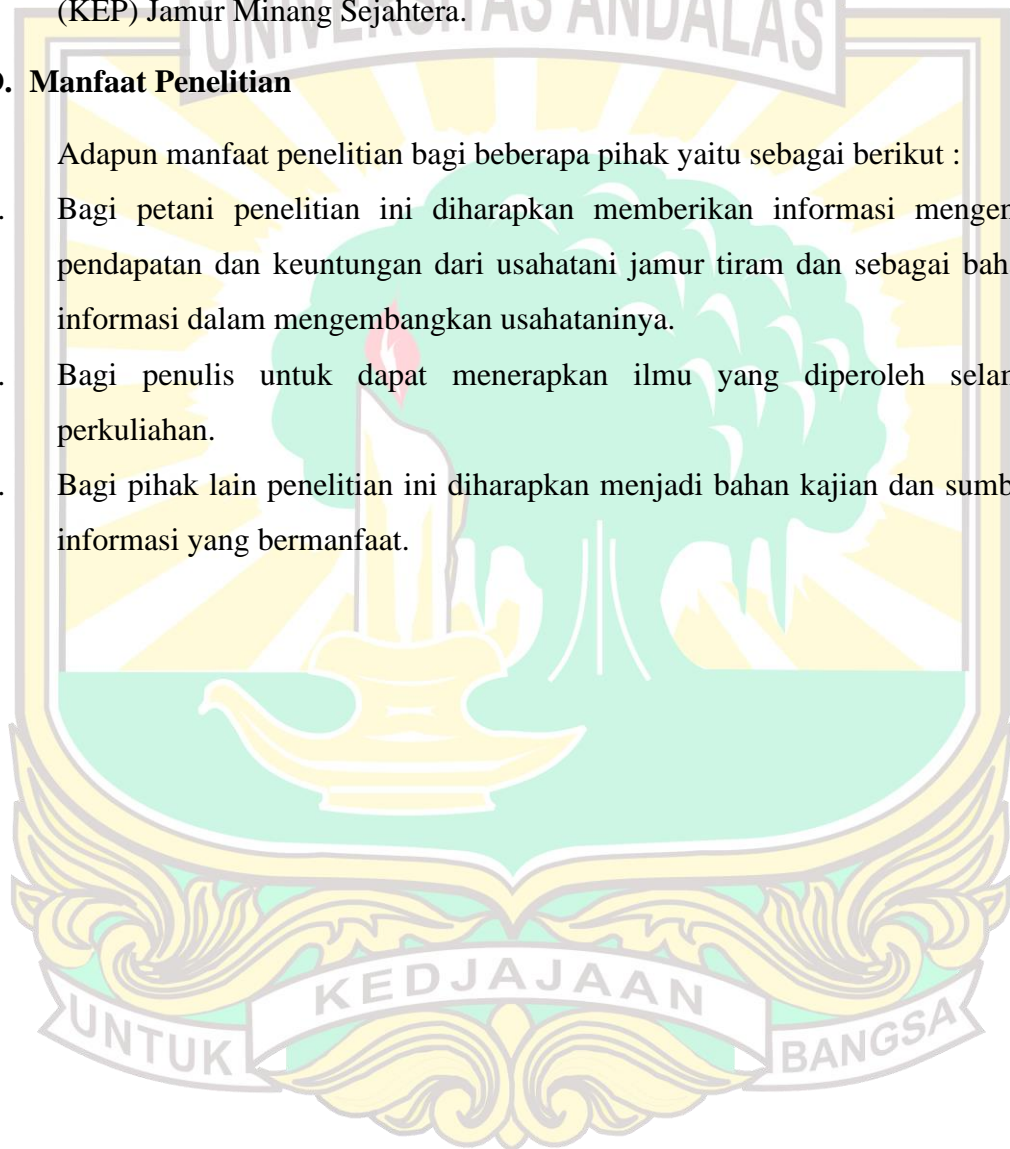 (KEP) Jamur Minang Sejahtera.
UNIVERSITAS ANDALAS
D. Manfaat Penelitian
Adapun manfaat penelitian bagi beberapa pihak yaitu sebagai berikut :
. Bagi petani penelitian ini diharapkan memberikan informasi
pendapatan dan keuntungan dari usahatani jamur tiram dan sebagai
informasi dalam mengembangkan usahataninya.
. Bagi penulis untuk dapat menerapkan ilmu yang diperoleh
perkuliahan.
. Bagi pihak lain penelitian ini diharapkan menjadi bahan kajian dan
informasi yang bermanfaat.
KEDJAJAAN
UNTUK
BANGSA